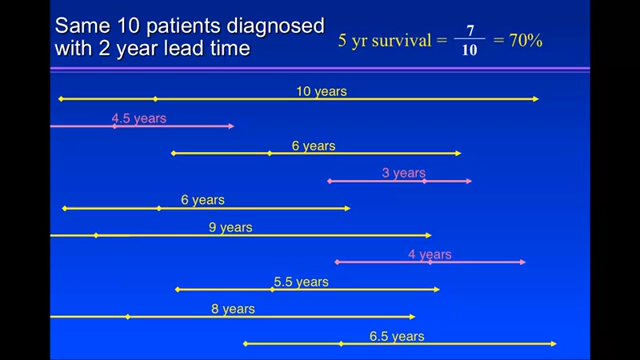 Same 10 patients diagnosed
with 2 year lead time
5 yr survival = 7/10 = 70%
10 years
4.5 years
6 years
3 years
6 years
9 years
4 years
5.5 years
8 years
6.5 years